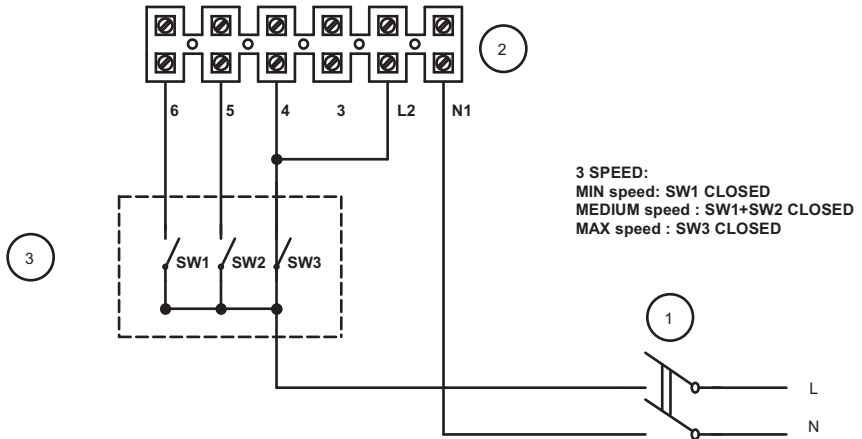 2
6 5 4 3 L2 N1
3 SPEED:
MIN speed: SW1 CLOSED
MEDIUM speed : SW1+SW2 CLOSED
MAX speed : SW3 CLOSED
3
SW1 SW2 SW3
1
L
N